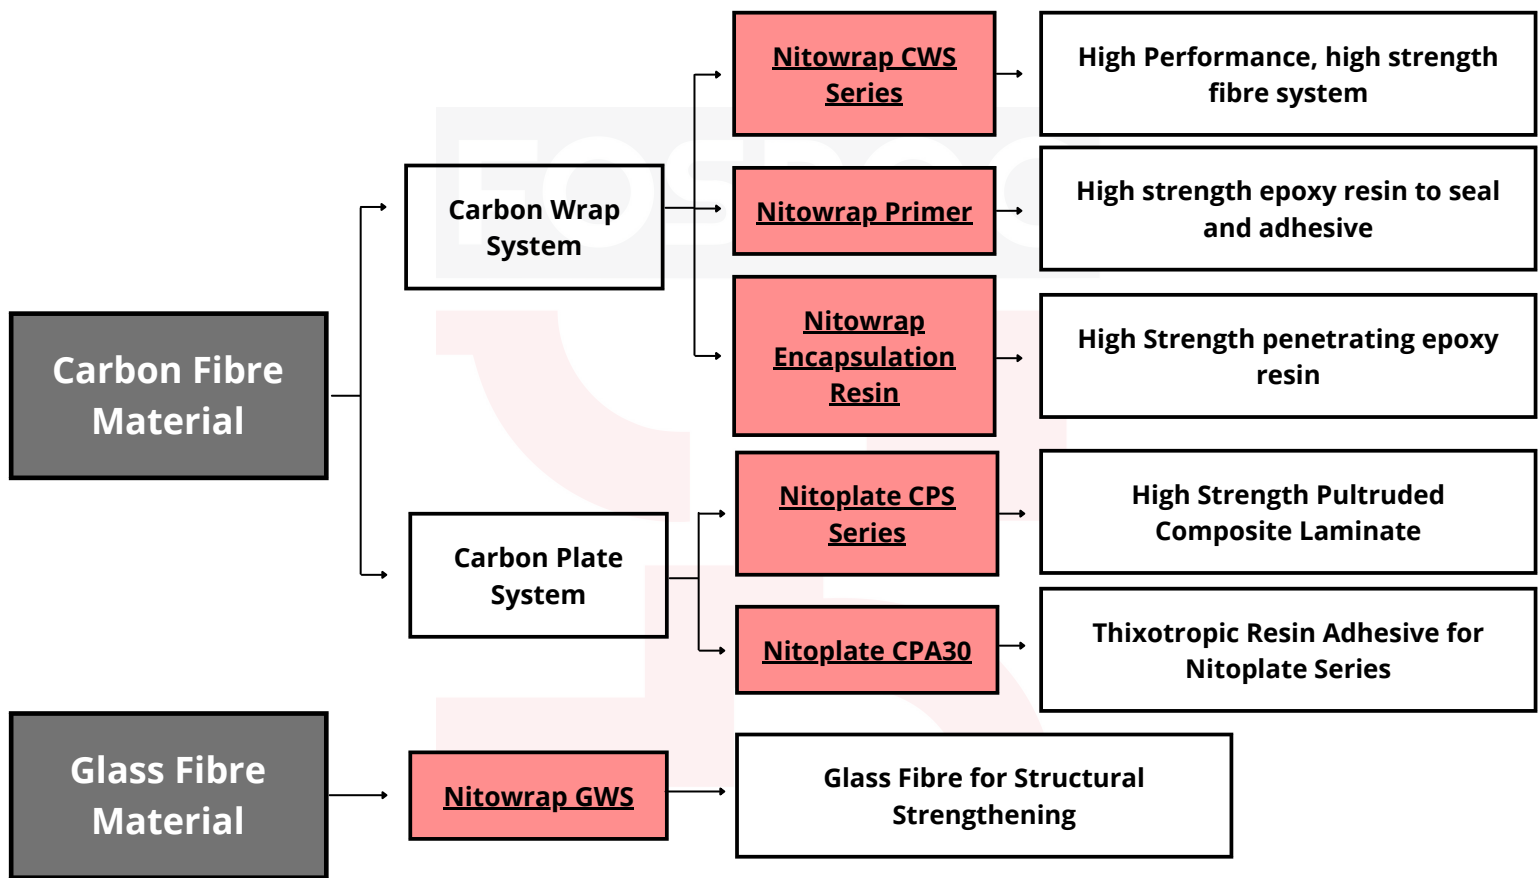 Nitowrap CWS
Series
High Performance, high strength
fibre system
Carbon Wrap
System
Nitowrap Primer
High strength epoxy resin to seal
and adhesive
Nitowrap
Encapsulation
Resin
High Strength penetrating epoxy
resin
Carbon Fibre
Material
Nitoplate CPS
Series
High Strength Pultruded
Composite Laminate
Carbon Plate
System
Nitoplate CPA30
Thixotropic Resin Adhesive for
Nitoplate Series
Glass Fibre
Material
Nitowrap GWS
Glass Fibre for Structural
Strengthening